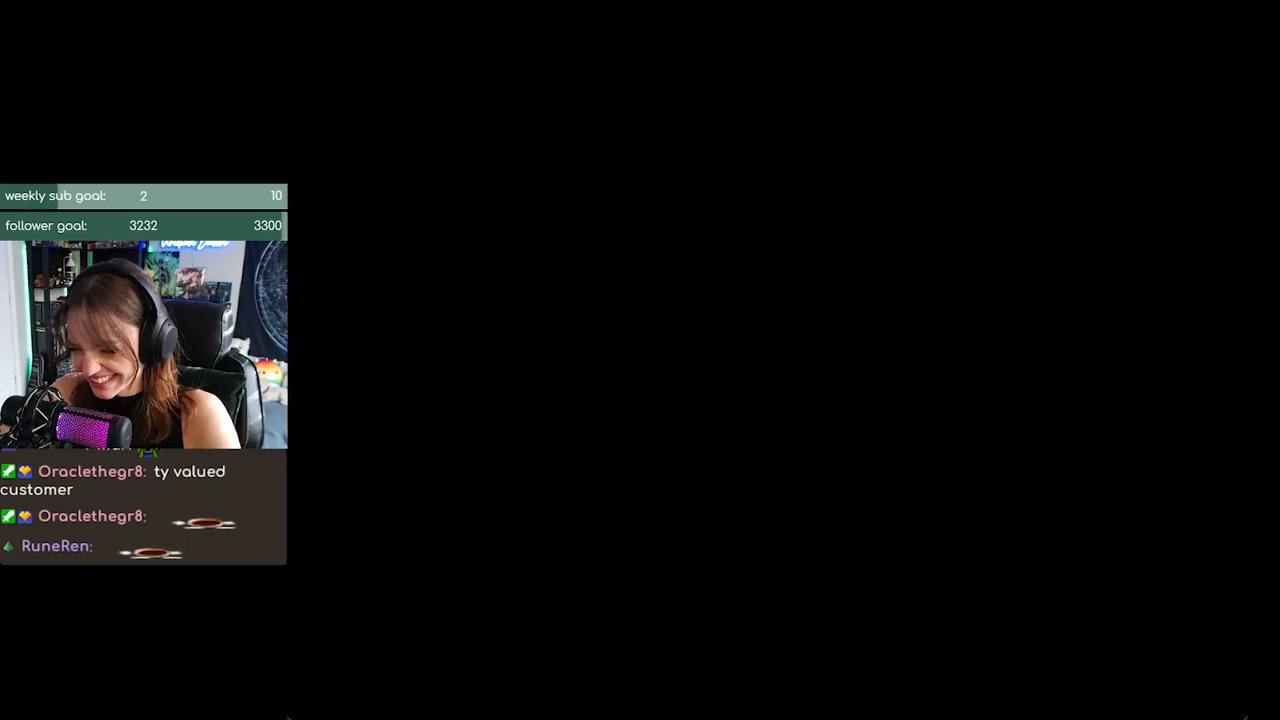 weekly sub goal: 2 10
follower goal: 3232 3300
Oraclethegr8: ty valued
customer
Oraclethegr8:
RuneRen: